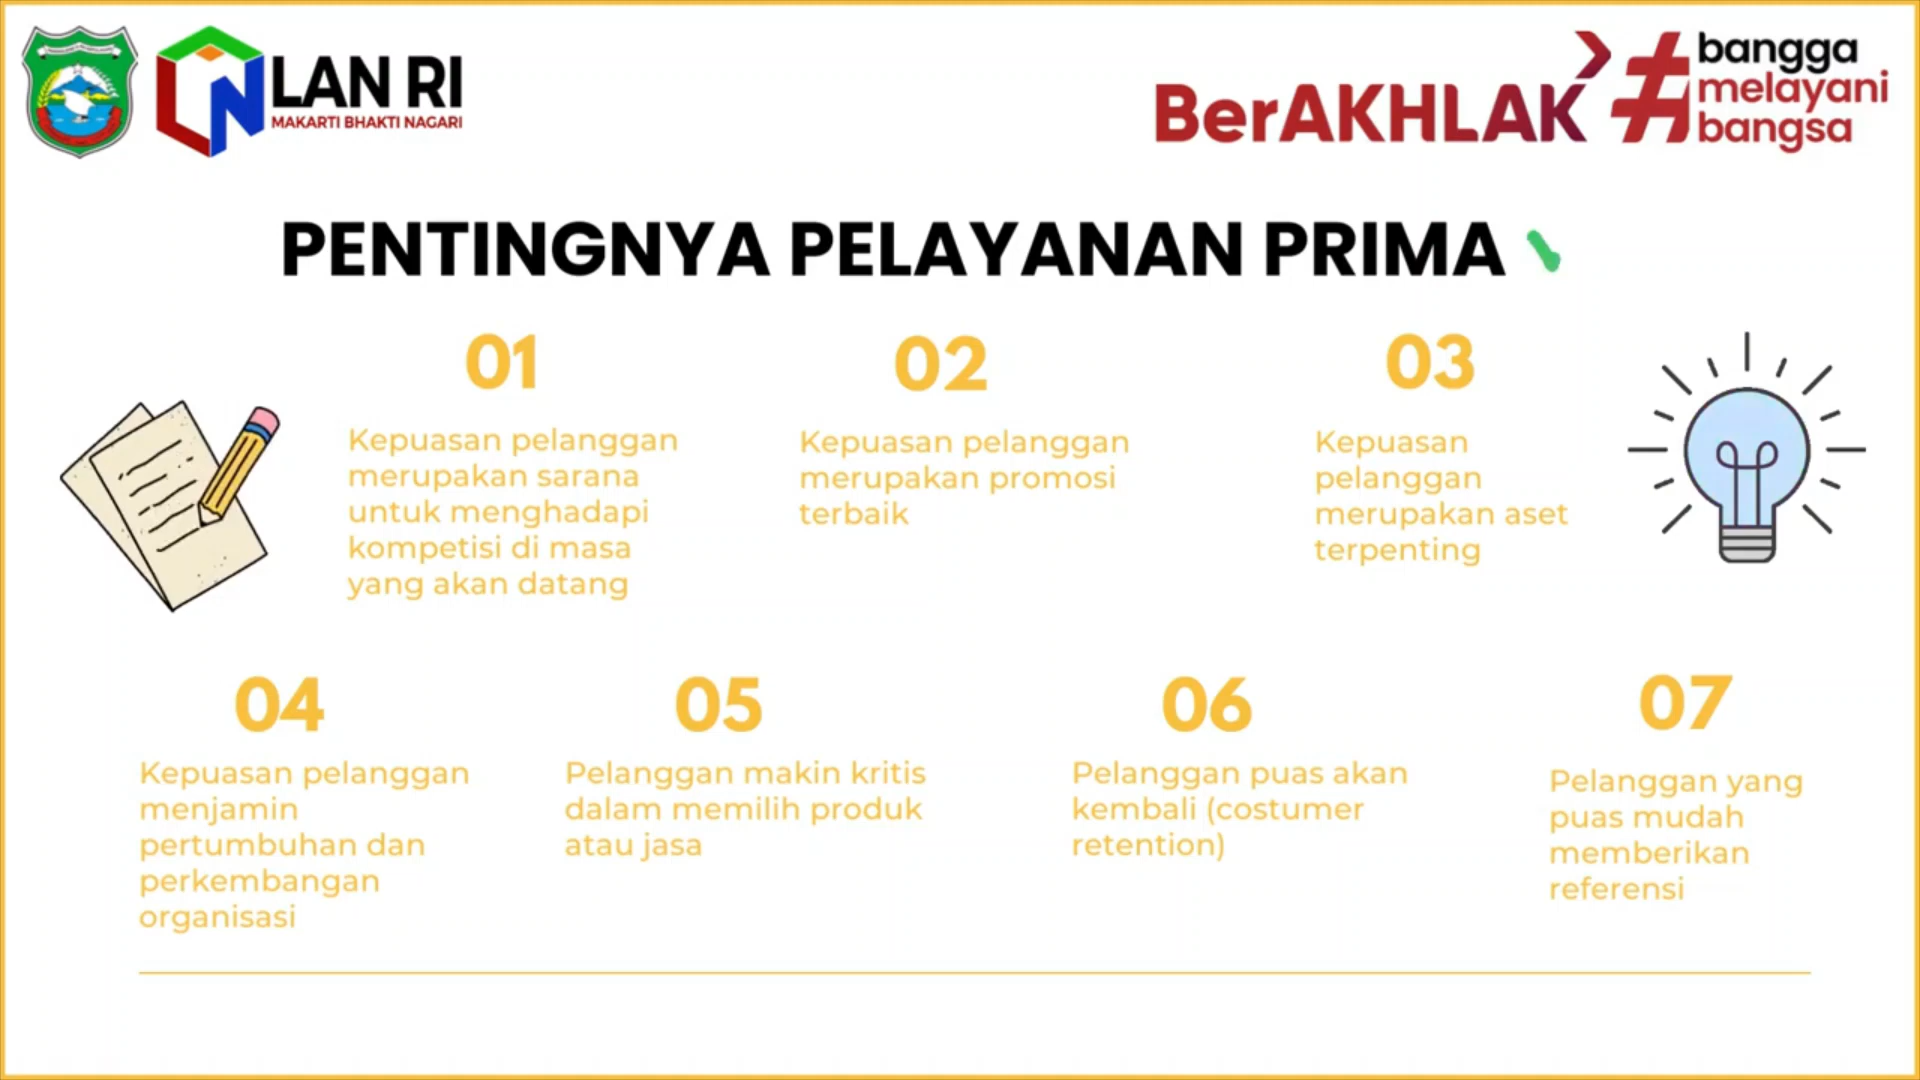 LAN RI
MAKARTI BHAKTI NAGARI
BerAKHLAK
#bangga
melayani
bangsa
PENTINGNYA PELAYANAN PRIMA
01
Kepuasan pelanggan
merupakan sarana
untuk menghadapi
kompetisi di masa
yang akan datang
02
Kepuasan pelanggan
merupakan promosi
terbaik
03
Kepuasan
pelanggan
merupakan aset
terpenting
04
Kepuasan pelanggan
menjamin
pertumbuhan dan
perkembangan
organisasi
05
Pelanggan makin kritis
dalam memilih produk
atau jasa
06
Pelanggan puas akan
kembali (costumer
retention)
07
Pelanggan yang
puas mudah
memberikan
referensi